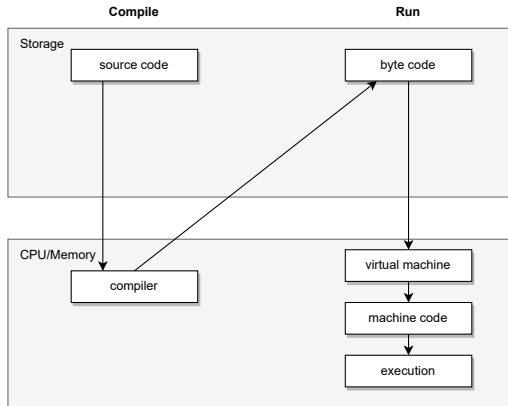 Compile
Run
Storage
source code
byte code
CPU/Memory
virtual machine
compiler
machine code
execution